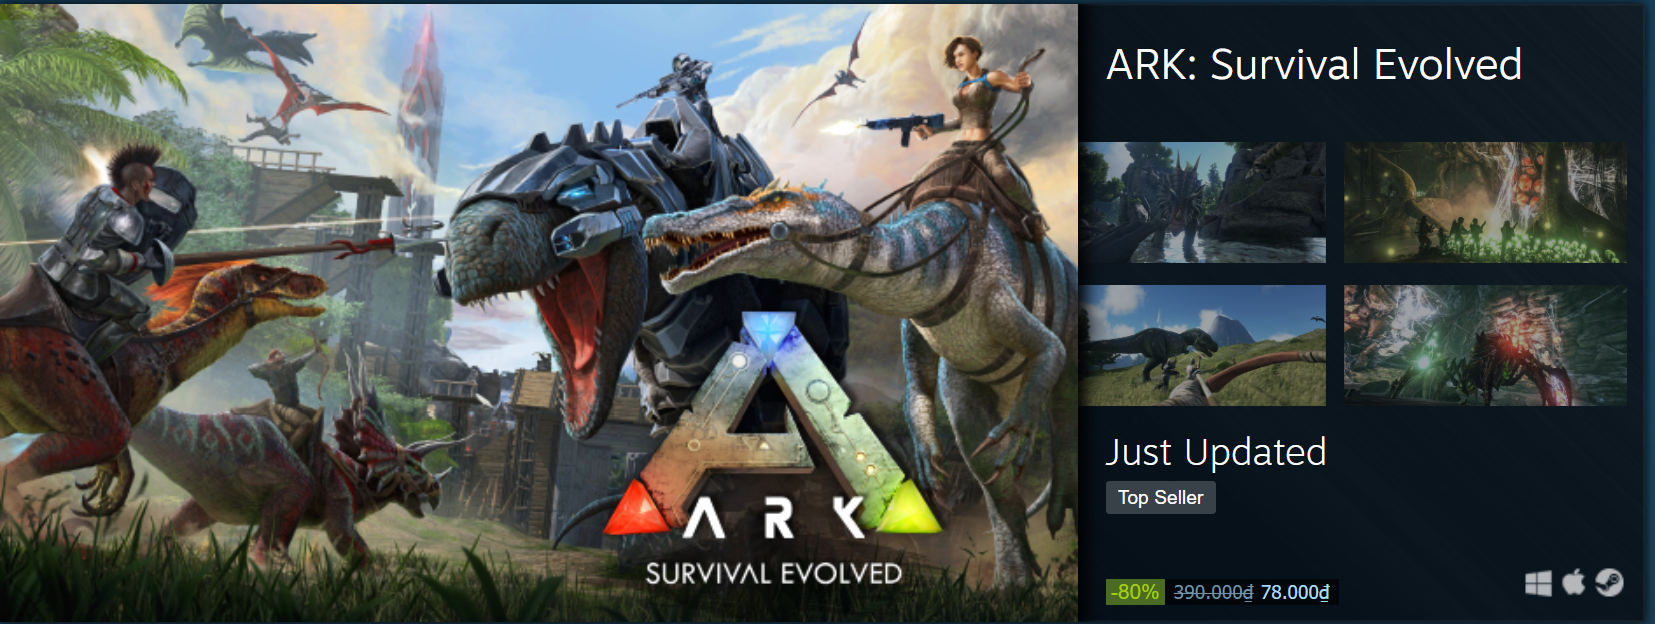 ARK: Survival Evolved
ARK
SURVIVAL EVOLVED
Just Updated
Top Seller
-80% 390.000₫ 78.000₫